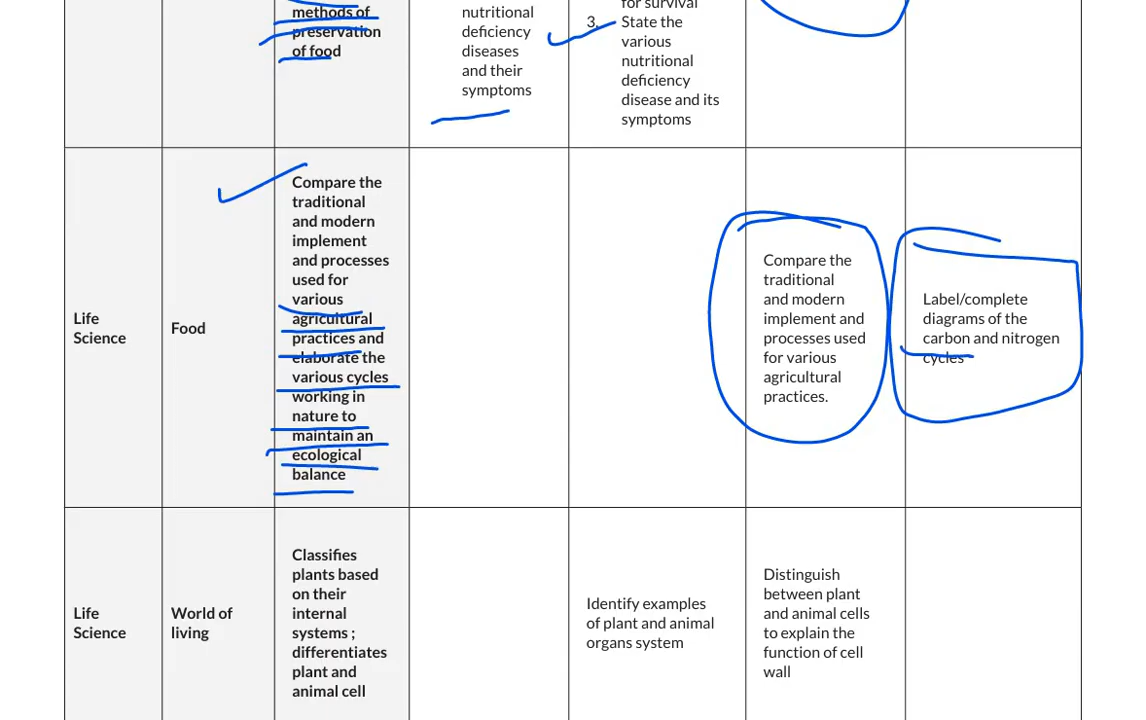 methods of
preservation
of food
nutritional
deficiency
diseases
and their
symptoms
for survival
3. State the
various
nutritional
deficiency
disease and its
symptoms
Life
Science
Food
Compare the
traditional
and modern
implement
and processes
used for
various
agricultural
practices and
elaborate the
various cycles
working in
nature to
maintain an
ecological
balance
Compare the
traditional
and modern
implement and
processes used
for various
agricultural
practices.
Label/complete
diagrams of the
carbon and nitrogen
cycles
Life
Science
World of
living
Classifies
plants based
on their
internal
systems ;
differentiates
plant and
animal cell
Identify examples
of plant and animal
organs system
Distinguish
between plant
and animal cells
to explain the
function of cell
wall